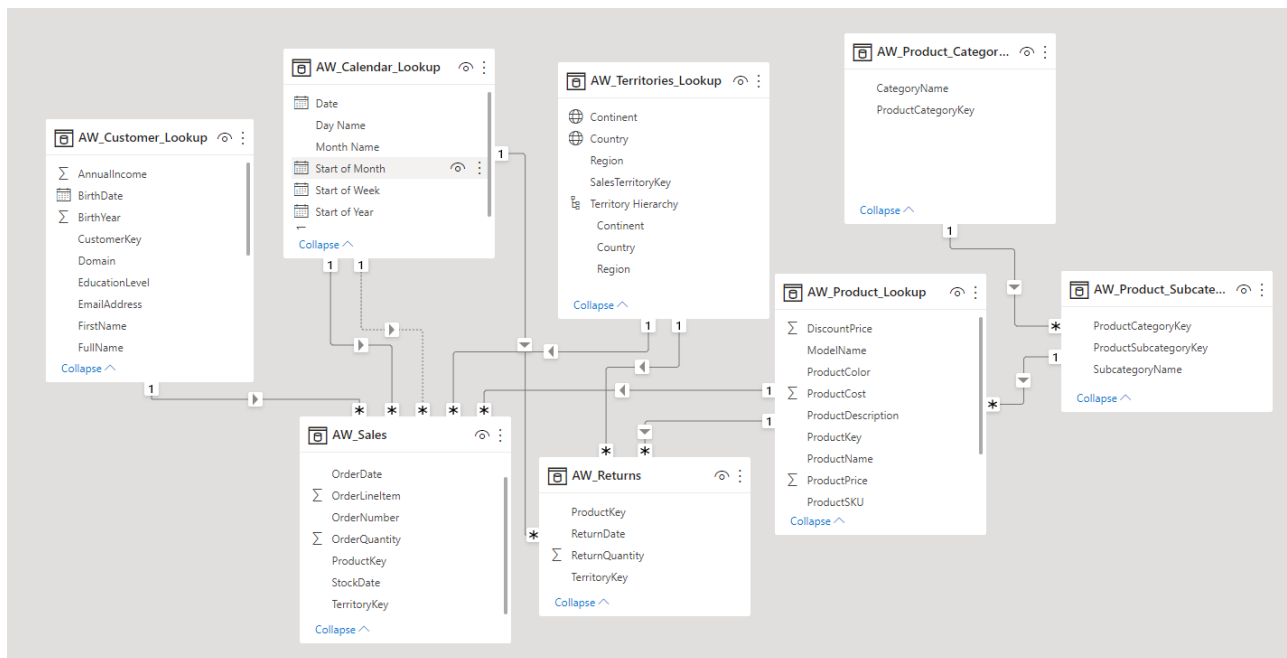 AW_Customer_Lookup
AnnualIncome
BirthDate
BirthYear
CustomerKey
Domain
EducationLevel
EmailAddress
FirstName
FullName
Collapse
1
AW_Calendar_Lookup
Date
Day Name
Month Name
Start of Month
Start of Week
Start of Year
Collapse
1
1
1
AW_Territories_Lookup
Continent
Country
Region
SalesTerritoryKey
Territory Hierarchy
Continent
Country
Region
Collapse
1
1
AW_Product_Categor...
CategoryName
ProductCategoryKey
Collapse
1
AW_Product_Lookup
DiscountPrice
ModelName
ProductColor
ProductCost
ProductDescription
ProductKey
ProductName
ProductPrice
ProductSKU
Collapse
1
1
*
AW_Product_Subcate...
ProductCategoryKey
ProductSubcategoryKey
SubcategoryName
Collapse
*
1
* * * * *
AW_Sales
OrderDate
OrderLineItem
OrderNumber
OrderQuantity
ProductKey
StockDate
TerritoryKey
Collapse
* *
*
AW_Returns
ProductKey
ReturnDate
ReturnQuantity
TerritoryKey
Collapse